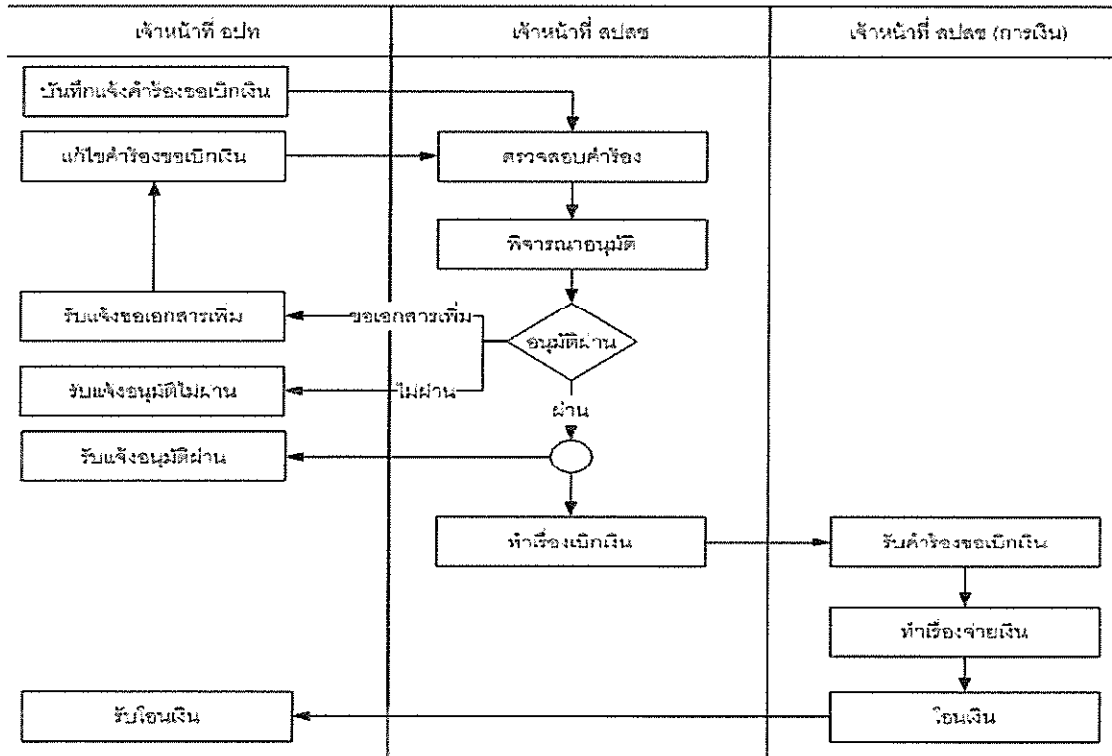 เจ้าหน้าที่ อปท
เจ้าหน้าที่ สปสช
เจ้าหน้าที่ สปสช (การเงิน)
บันทึกแจ้งคำร้องขอเบิกเงิน
แก้ไขคำร้องขอเบิกเงิน
ตรวจสอบคำร้อง
พิจารณาอนุมัติ
รับแจ้งขอเอกสารเพิ่ม
ขอเอกสารเพิ่ม
อนุมัติผ่าน
รับแจ้งอนุมัติไม่ผ่าน
ไม่ผ่าน
ผ่าน
รับแจ้งอนุมัติผ่าน
ทำเรื่องเบิกเงิน
รับคำร้องขอเบิกเงิน
ทำเรื่องจ่ายเงิน
รับโอนเงิน
โอนเงิน